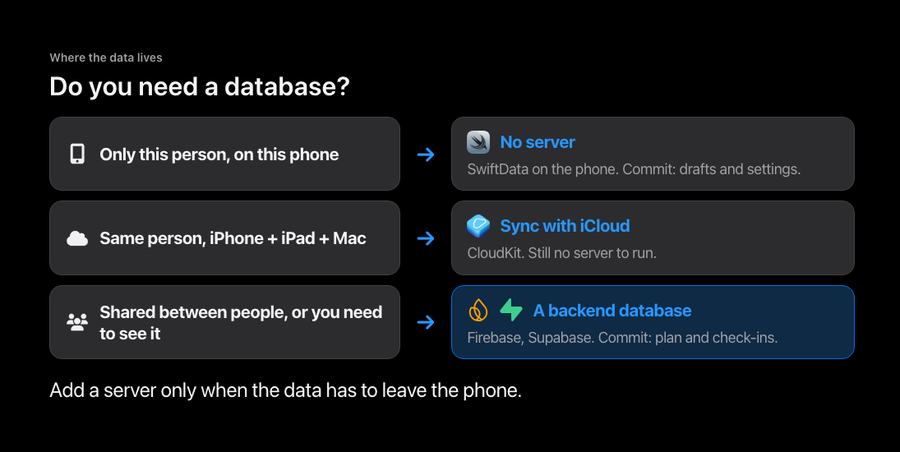 Where the data lives
Do you need a database?
Only this person, on this phone
No server
SwiftData on the phone. Commit: drafts and settings.
Same person, iPhone + iPad + Mac
Sync with iCloud
CloudKit. Still no server to run.
Shared between people, or you need
to see it
A backend database
Firebase, Supabase. Commit: plan and check-ins.
Add a server only when the data has to leave the phone.